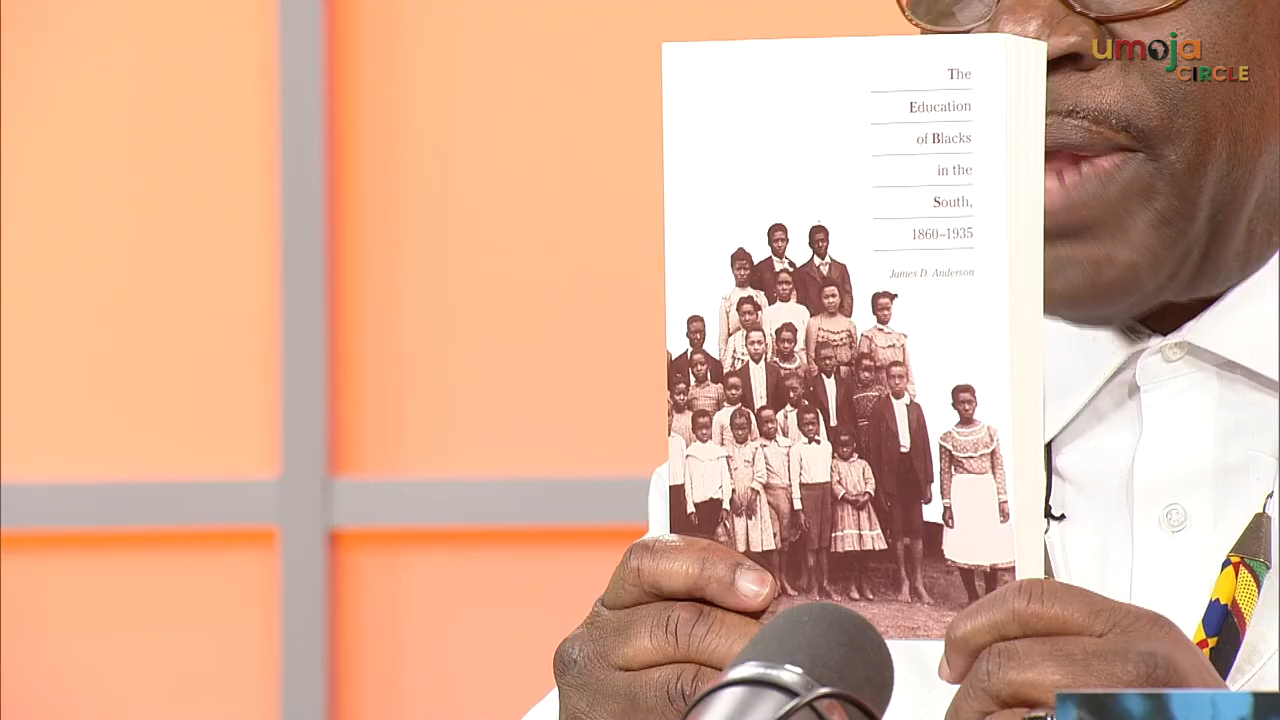 umoja
CIRCLE
The
Education
of Blacks
in the
South,
1860–1935
James D. Anderson